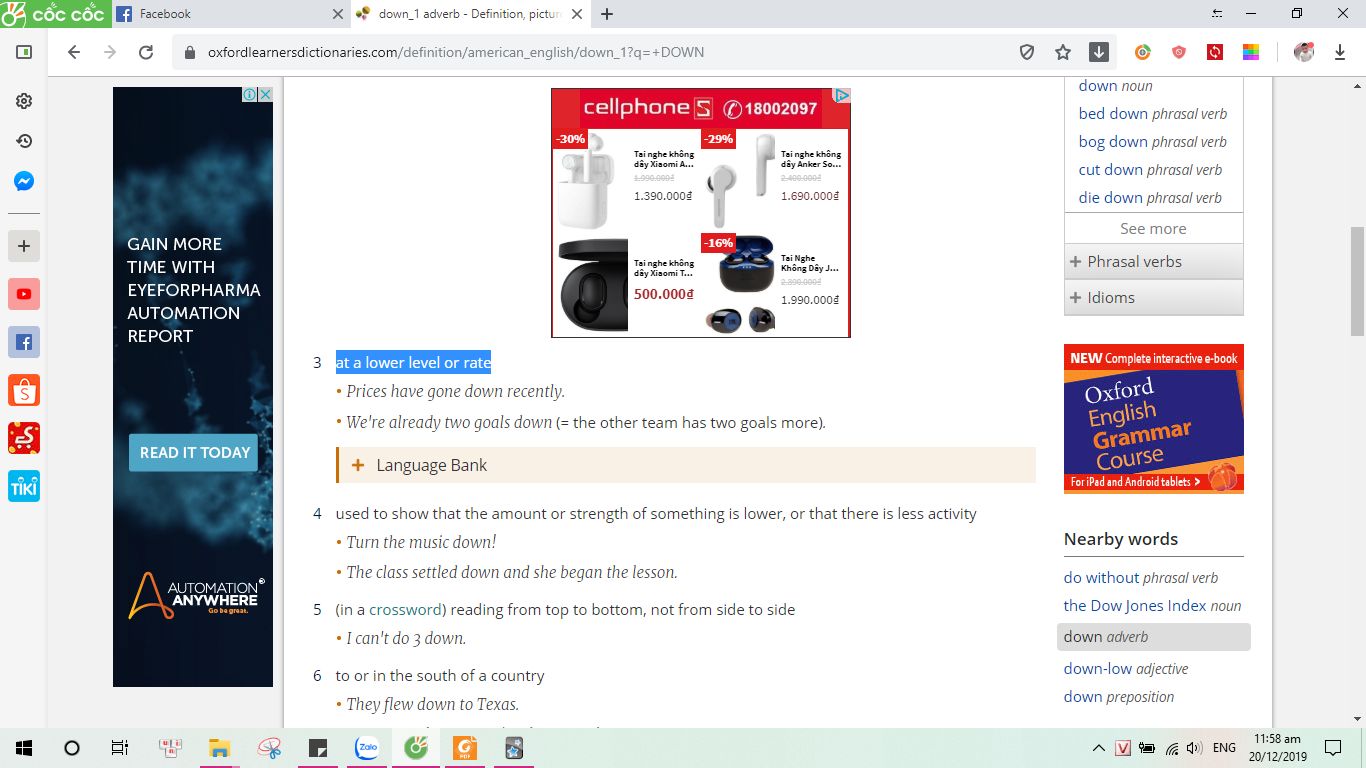 cốc cốc
Facebook
down_1 adverb - Definition, pictur
oxfordlearnersdictionaries.com/definition/american_english/down_1?q=+DOWN
GAIN MORE
TIME WITH
EYEFORPHARMA
AUTOMATION
REPORT
READ IT TODAY
AUTOMATION®
ANYWHERE
Go be great.
cellphoneS 18002097
-30%
Tai nghe không
dây Xiaomi A...
1.990.000₫
1.390.000₫
-29%
Tai nghe không
dây Anker So...
2.400.000₫
1.690.000₫
Tai nghe không
dây Xiaomi T...
500.000₫
-16%
Tai Nghe
Không Dây J...
2.890.000₫
1.990.000₫
3 at a lower level or rate
• Prices have gone down recently.
• We're already two goals down (= the other team has two goals more).
+ Language Bank
4 used to show that the amount or strength of something is lower, or that there is less activity
• Turn the music down!
• The class settled down and she began the lesson.
5 (in a crossword) reading from top to bottom, not from side to side
• I can't do 3 down.
6 to or in the south of a country
• They flew down to Texas.
down noun
bed down phrasal verb
bog down phrasal verb
cut down phrasal verb
die down phrasal verb
See more
+ Phrasal verbs
+ Idioms
NEW Complete interactive e-book
Oxford
English
Grammar
Course
For iPad and Android tablets >
Nearby words
do without phrasal verb
the Dow Jones Index noun
down adverb
down-low adjective
down preposition
TIKI
Zalo
PDF
V
ENG
11:58 am
20/12/2019